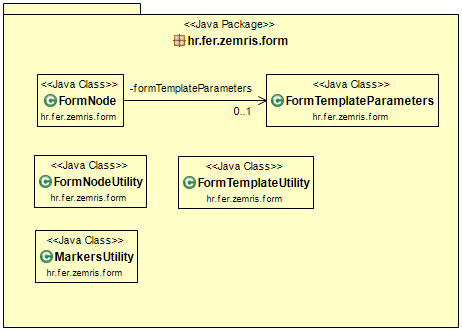 <<Java Package>>
hr.fer.zemris.form
<<Java Class>>
FormNode
hr.fer.zemris.form
-formTemplateParameters
0..1
<<Java Class>>
FormTemplateParameters
hr.fer.zemris.form
<<Java Class>>
FormNodeUtility
hr.fer.zemris.form
<<Java Class>>
FormTemplateUtility
hr.fer.zemris.form
<<Java Class>>
MarkersUtility
hr.fer.zemris.form